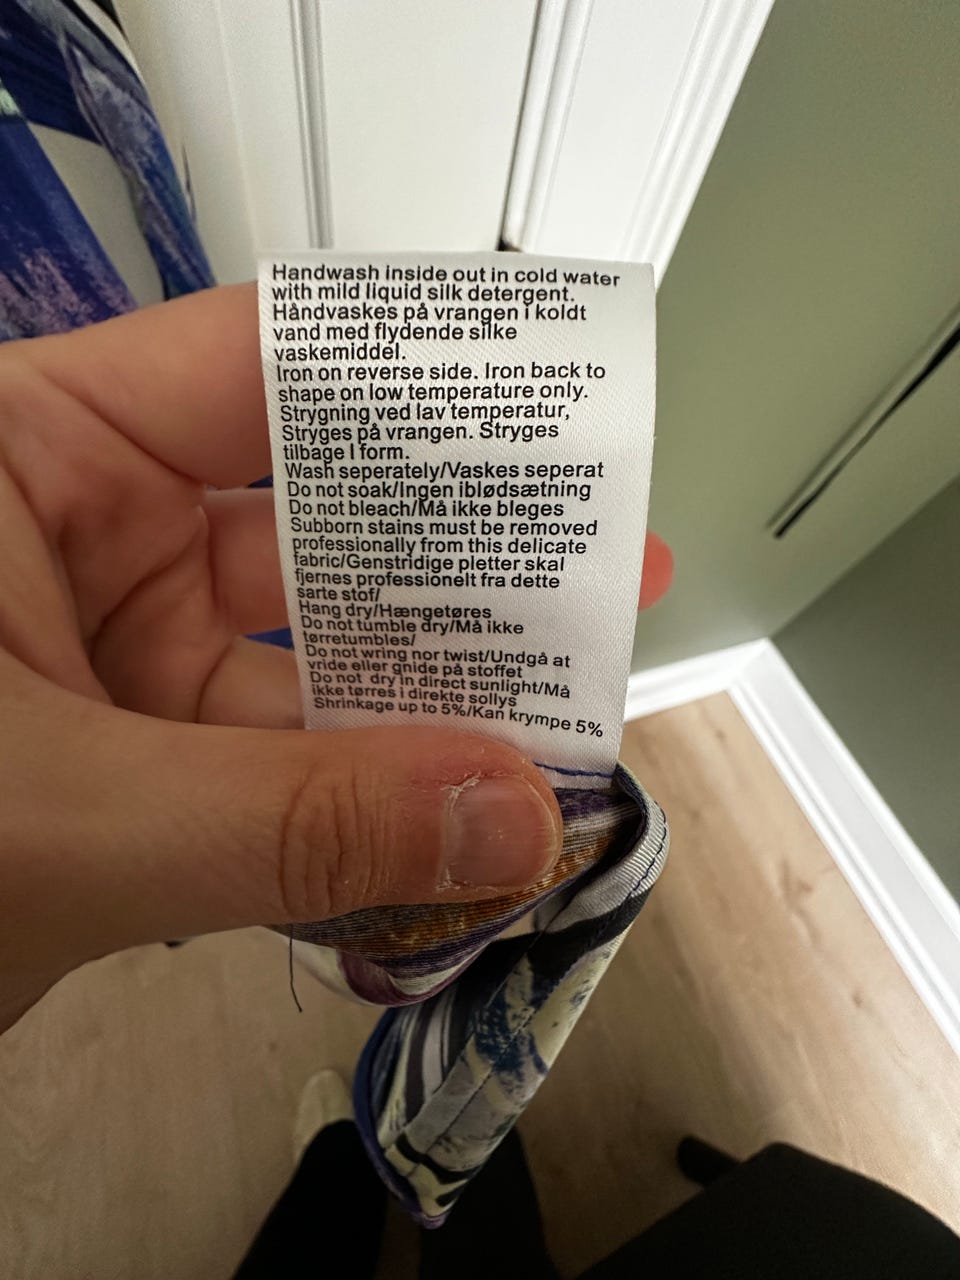 Handwash inside out in cold water
with mild liquid silk detergent.
Håndvaskes på vrangen i koldt
vand med flydende silke
vaskemiddel.
Iron on reverse side. Iron back to
shape on low temperature only.
Strygning ved lav temperatur,
Stryges på vrangen. Stryges
tilbage I form.
Wash seperately/Vaskes seperat
Do not soak/Ingen iblødsætning
Do not bleach/Må ikke bleges
Subborn stains must be removed
professionally from this delicate
fabric/Genstridige pletter skal
fjernes professionelt fra dette
sarte stof/
Hang dry/Hængetøres
Do not tumble dry/Må ikke
tørretumbles/
Do not wring nor twist/Undgå at
vride eller gnide på stoffet
Do not dry in direct sunlight/Må
ikke tørres i direkte sollys
Shrinkage up to 5%/Kan krympe 5%